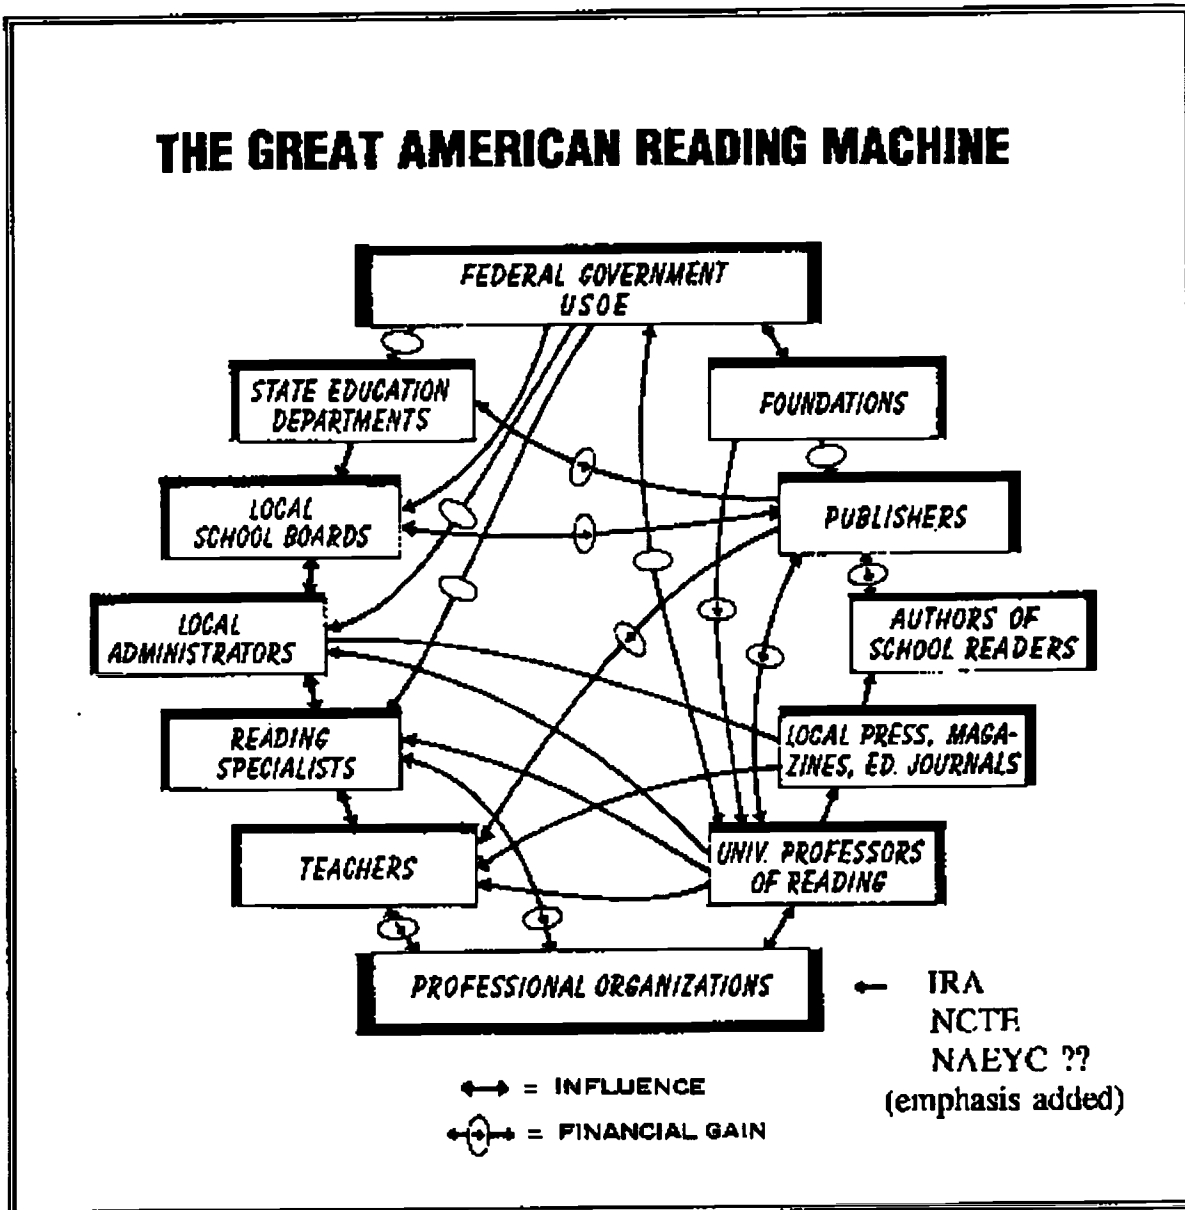 THE GREAT AMERICAN READING MACHINE
FEDERAL GOVERNMENT
USOE
STATE EDUCATION
DEPARTMENTS
FOUNDATIONS
LOCAL
SCHOOL BOARDS
PUBLISHERS
LOCAL
ADMINISTRATORS
AUTHORS OF
SCHOOL READERS
READING
SPECIALISTS
LOCAL PRESS, MAGA-
ZINES, ED. JOURNALS
TEACHERS
UNIV. PROFESSORS
OF READING
PROFESSIONAL ORGANIZATIONS
IRA
NCTE
NAEYC ??
(emphasis added)
= INFLUENCE
= FINANCIAL GAIN